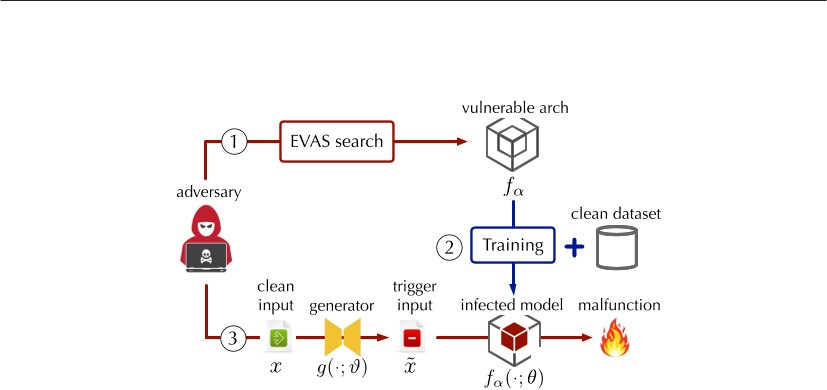 vulnerable arch
1
EVAS search
fα
adversary
clean dataset
2
Training
clean
input
generator
trigger
input
infected model
malfunction
3
x
g(·; ϑ)
x̃
fα(·; θ)